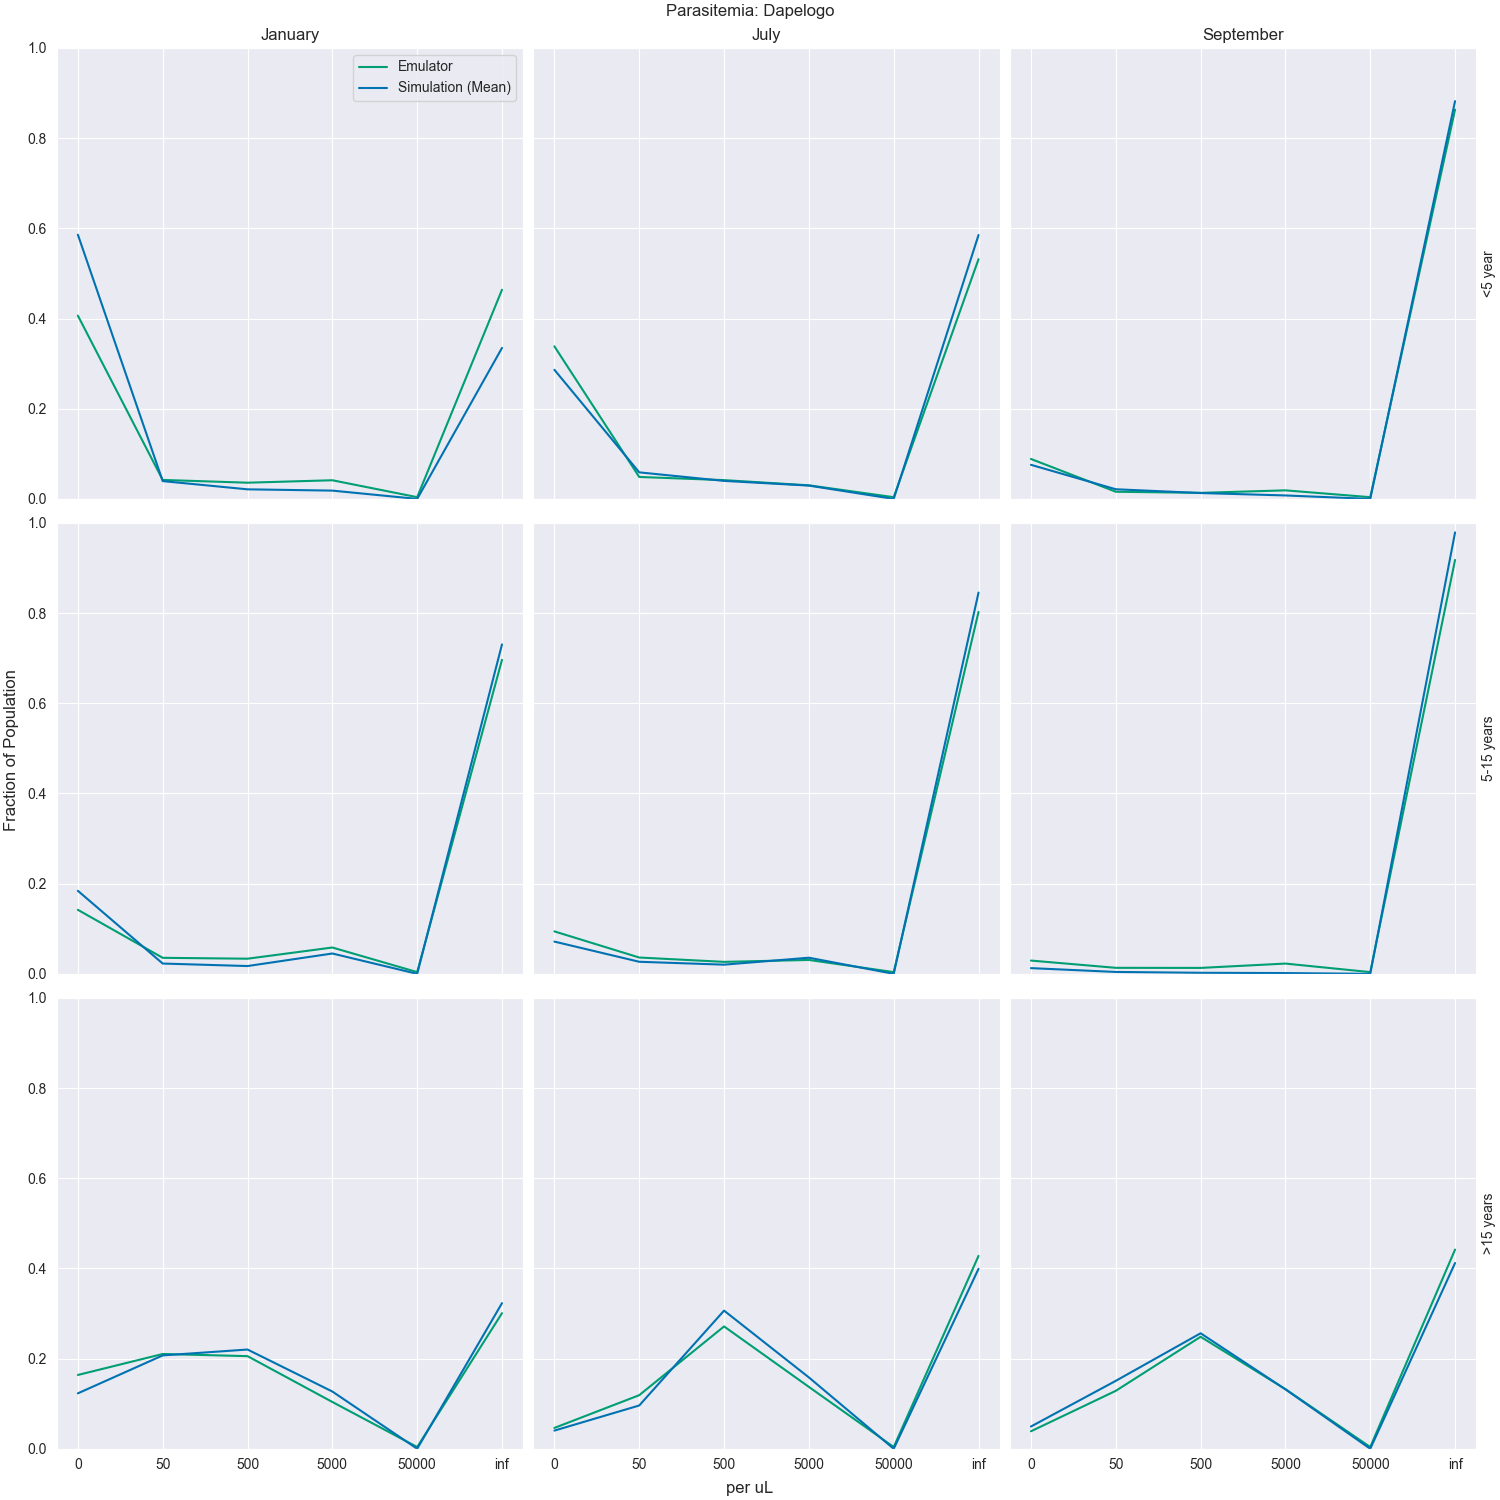 Parasitemia: Dapelogo
January
July
September
Emulator
Simulation (Mean)
1.0
0.8
0.6
0.4
0.2
0.0
<5 year
1.0
0.8
0.6
0.4
0.2
0.0
Fraction of Population
5-15 years
1.0
0.8
0.6
0.4
0.2
0.0
>15 years
0 50 500 5000 50000 inf
0 50 500 5000 50000 inf
0 50 500 5000 50000 inf
per uL